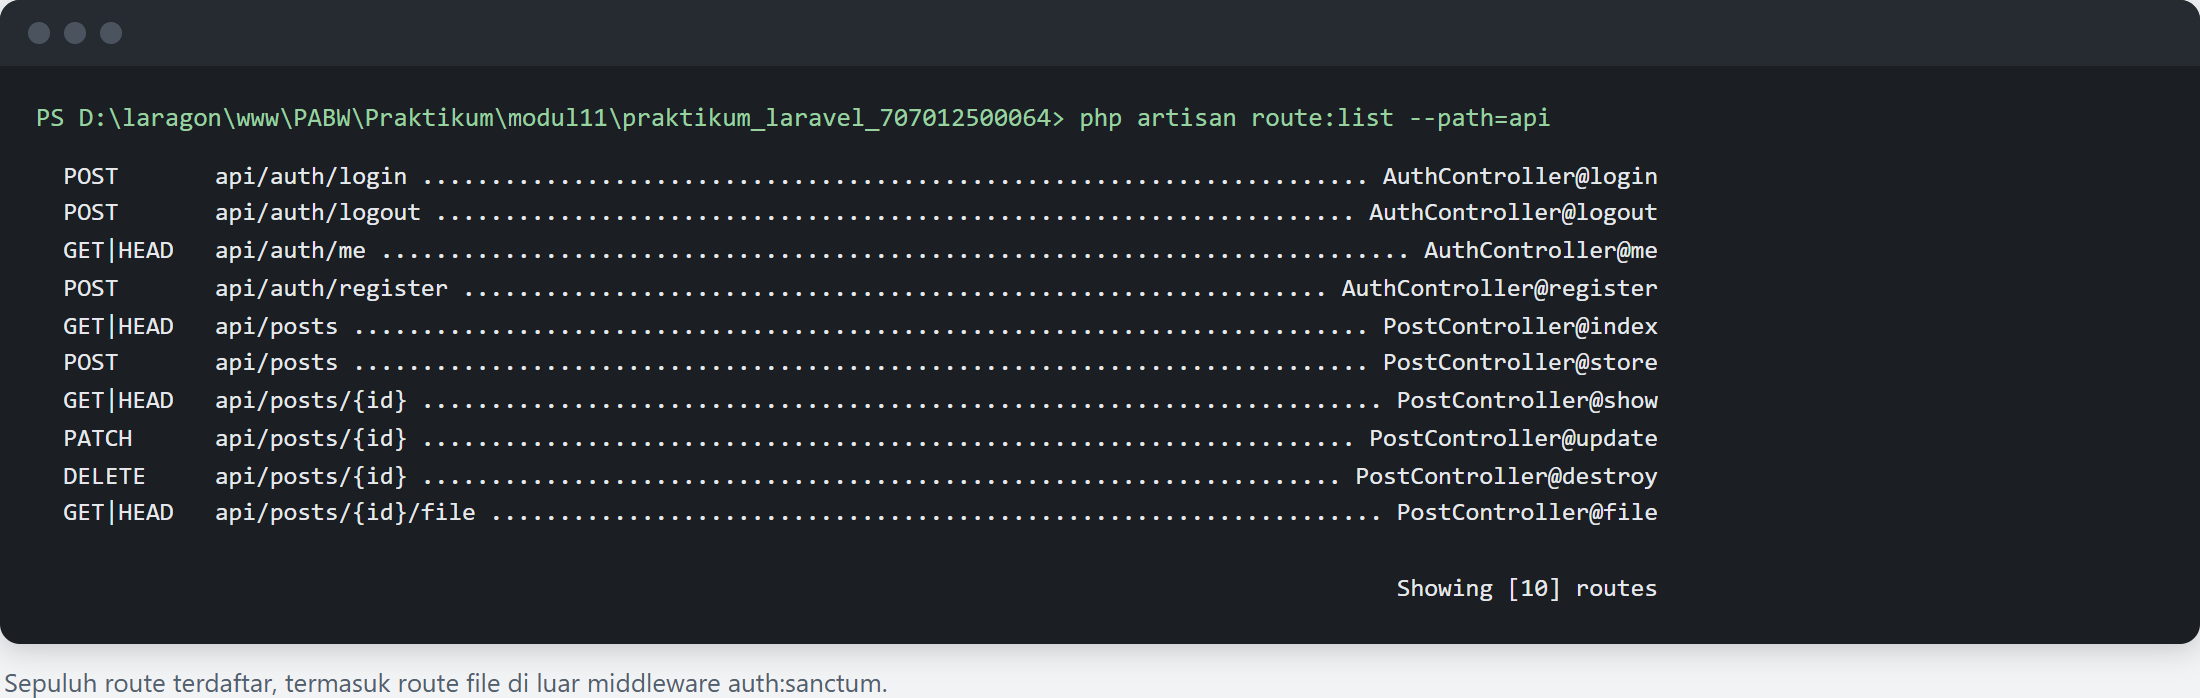 PS D:\laragon\www\PABW\Praktikum\modul11\praktikum_laravel_707012500064> php artisan route:list --path=api
POST api/auth/login ..................................................................... AuthController@login
POST api/auth/logout ................................................................... AuthController@logout
GET|HEAD api/auth/me ........................................................................... AuthController@me
POST api/auth/register ............................................................... AuthController@register
GET|HEAD api/posts .......................................................................... PostController@index
POST api/posts .......................................................................... PostController@store
GET|HEAD api/posts/{id} ...................................................................... PostController@show
PATCH api/posts/{id} .................................................................... PostController@update
DELETE api/posts/{id} ................................................................... PostController@destroy
GET|HEAD api/posts/{id}/file ................................................................. PostController@file
Showing [10] routes
Sepuluh route terdaftar, termasuk route file di luar middleware auth:sanctum.